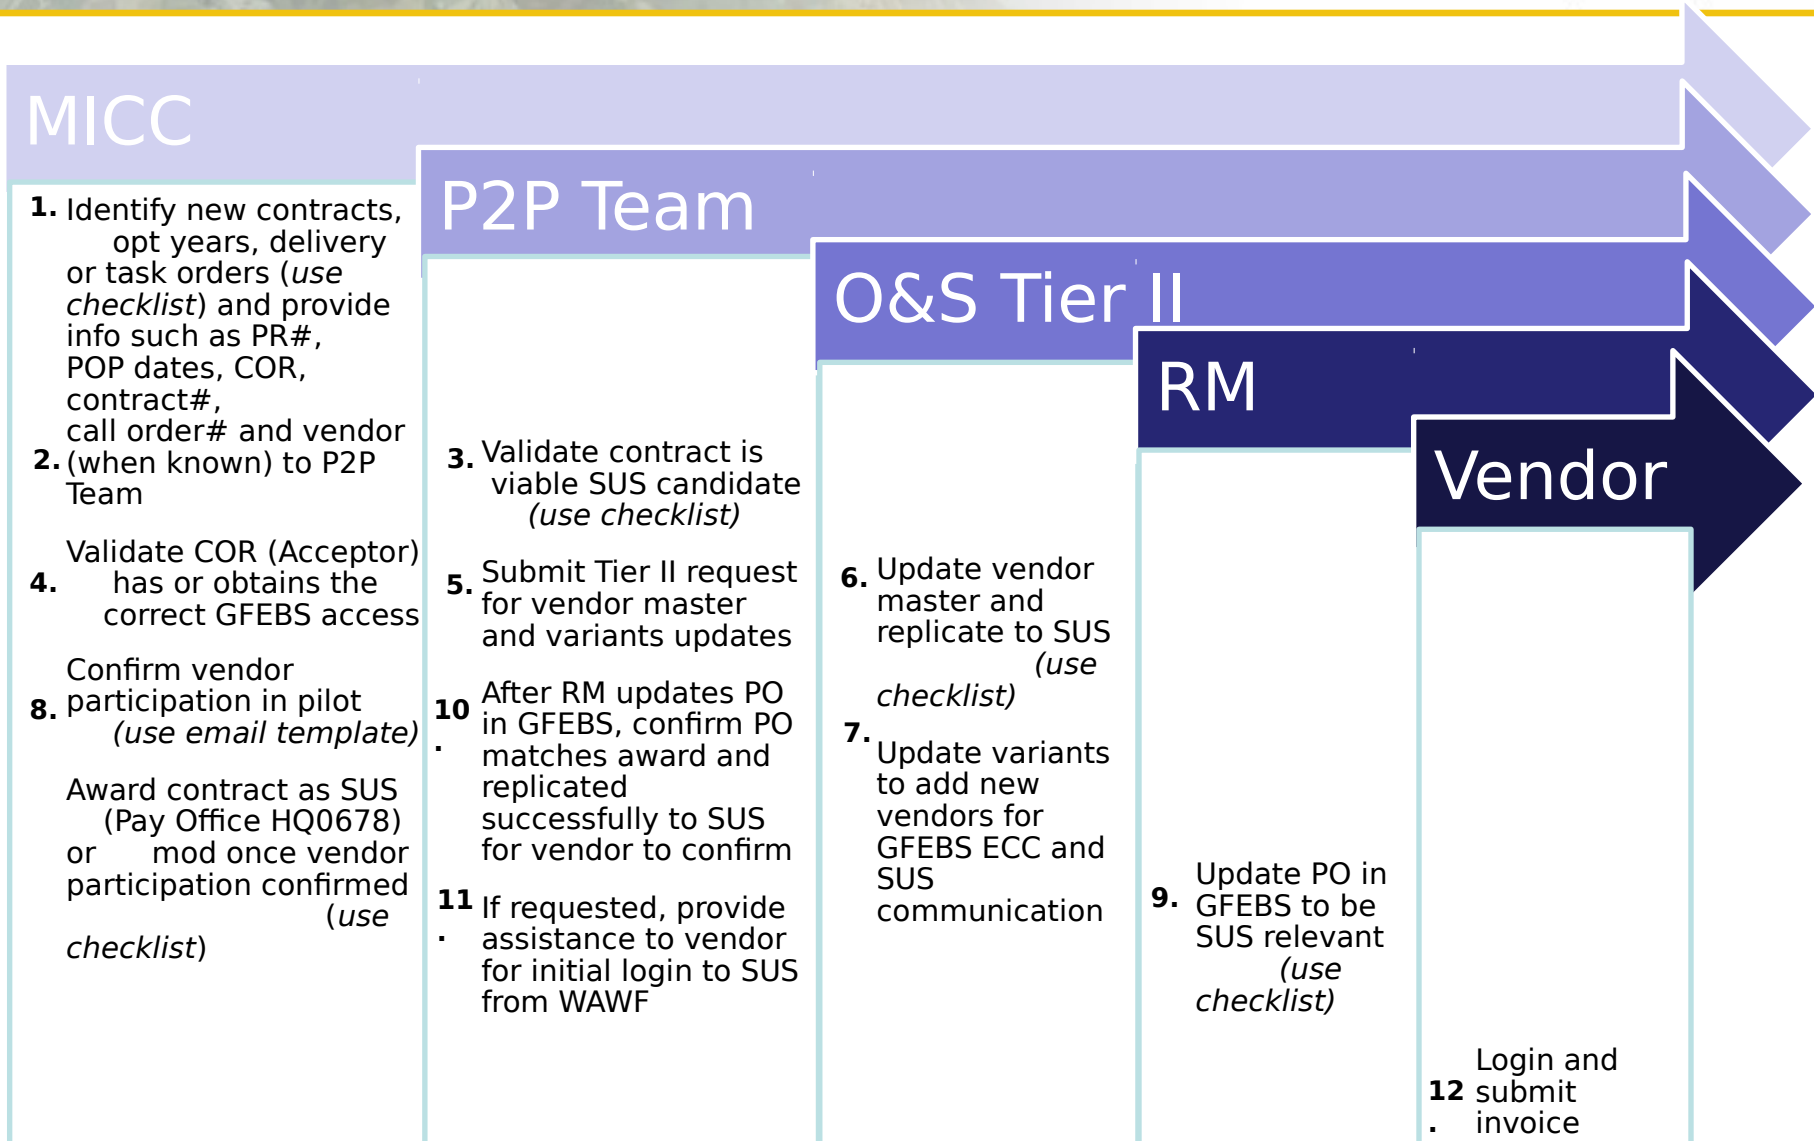 MICC
1. Identify new contracts,
opt years, delivery
or task orders (use
checklist) and provide
info such as PR#,
POP dates, COR,
contract#,
call order# and vendor
2. (when known) to P2P
Team
Validate COR (Acceptor)
4. has or obtains the
correct GFEBS access
Confirm vendor
8. participation in pilot
(use email template)
Award contract as SUS
(Pay Office HQ0678)
or mod once vendor
participation confirmed
(use
checklist)
P2P Team
3. Validate contract is
viable SUS candidate
(use checklist)
5. Submit Tier II request
for vendor master
and variants updates
After RM updates PO
10 in GFEBS, confirm PO
. matches award and
replicated
successfully to SUS
for vendor to confirm
11 If requested, provide
. assistance to vendor
for initial login to SUS
from WAWF
O&S Tier II
6. Update vendor
master and
replicate to SUS
(use
checklist)
7. Update variants
to add new
vendors for
GFEBS ECC and
SUS
communication
RM
Update PO in
9. GFEBS to be
SUS relevant
(use
checklist)
Vendor
Login and
12 submit
. invoice